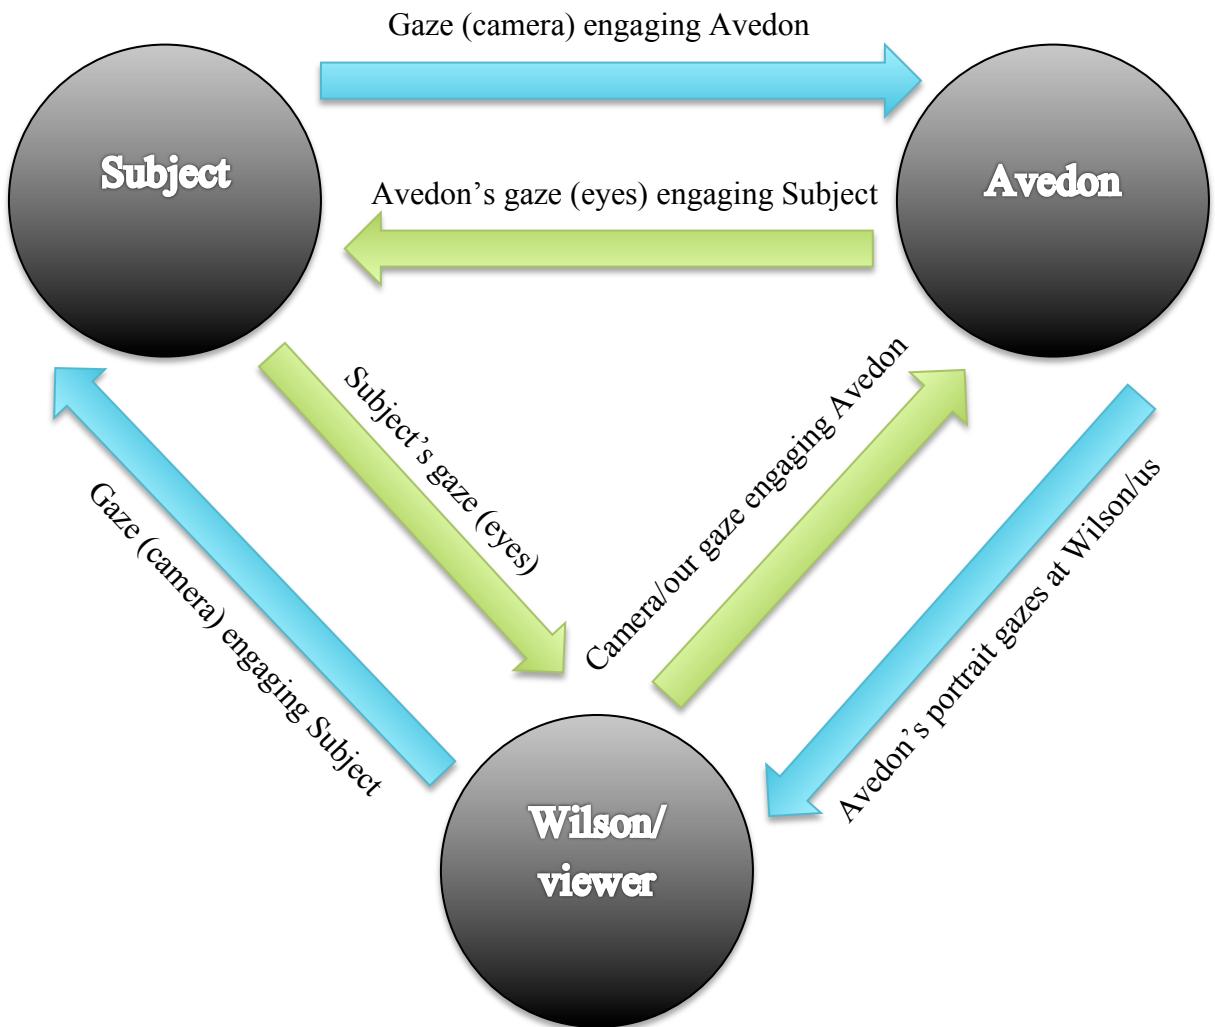 Gaze (camera) engaging Avedon
Subject
Avedon
Avedon’s gaze (eyes) engaging Subject
Subject’s gaze (eyes)
Camera/our gaze engaging Avedon
Gaze (camera) engaging Subject
Avedon’s portrait gazes at Wilson/us
Wilson/
viewer